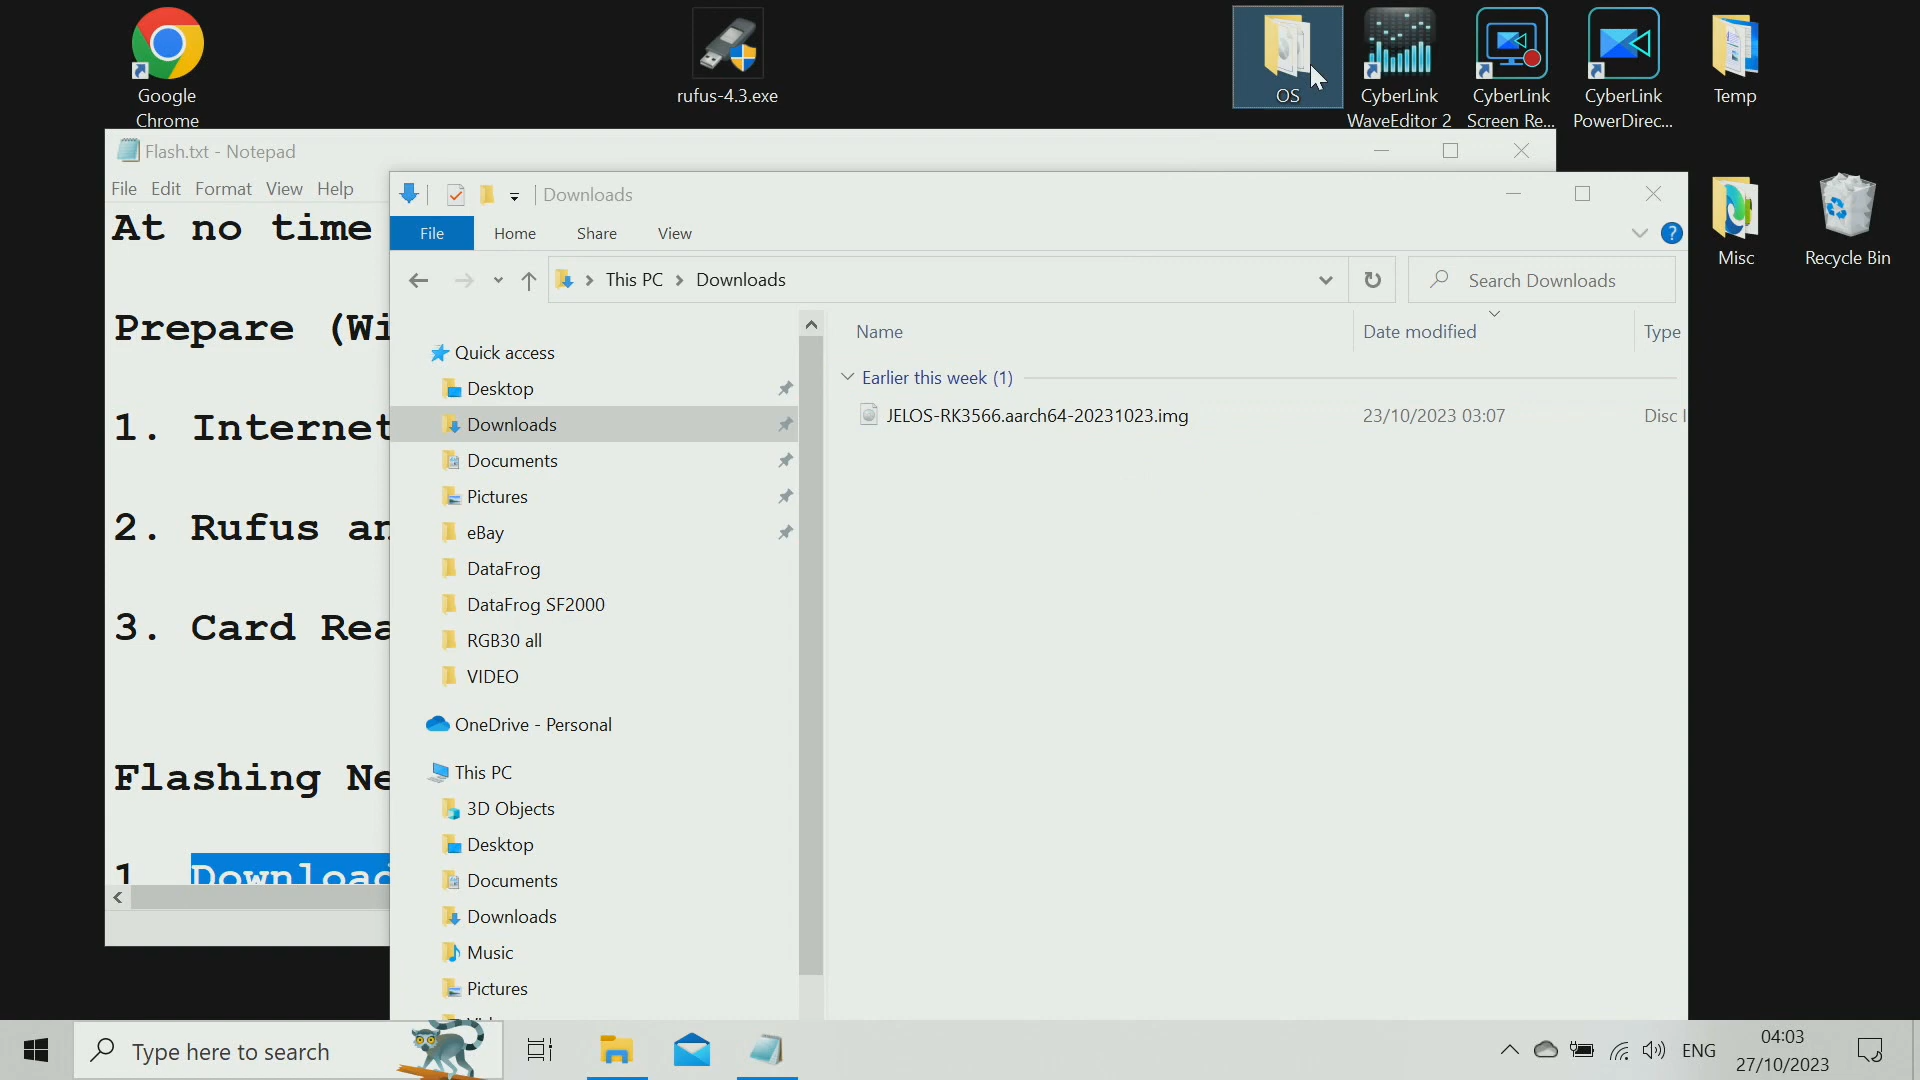 Google
Chrome
rufus-4.3.exe
OS
CyberLink
WaveEditor 2
CyberLink
Screen Re...
CyberLink
PowerDirec...
Temp
Misc
Recycle Bin
Flash.txt - Notepad
File Edit Format View Help
At no time
Prepare (Wi
1. Internet
2. Rufus an
3. Card Rea
Flashing Ne
1. Download
Downloads
File Home Share View
This PC > Downloads
Search Downloads
Quick access
Desktop
Downloads
Documents
Pictures
eBay
DataFrog
DataFrog SF2000
RGB30 all
VIDEO
OneDrive - Personal
This PC
3D Objects
Desktop
Documents
Downloads
Music
Pictures
Name Date modified Type
Earlier this week (1)
JELOS-RK3566.aarch64-20231023.img 23/10/2023 03:07 Disc I
Type here to search
ENG
04:03
27/10/2023